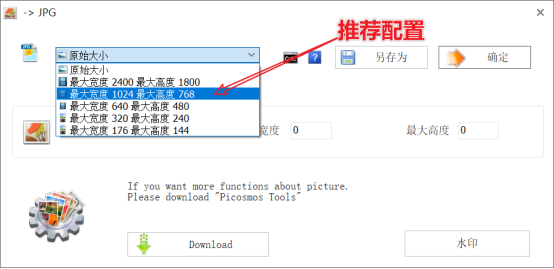 -> JPG
推荐配置
JPG
原始大小
另存为
确定
原始大小
最大宽度 2400 最大高度 1800
最大宽度 1024 最大高度 768
最大宽度 640 最大高度 480
最大宽度 320 最大高度 240
最大宽度 176 最大高度 144
宽度 0
最大高度 0
If you want more functions about picture.
Please download "Picosmos Tools"
Download
水印